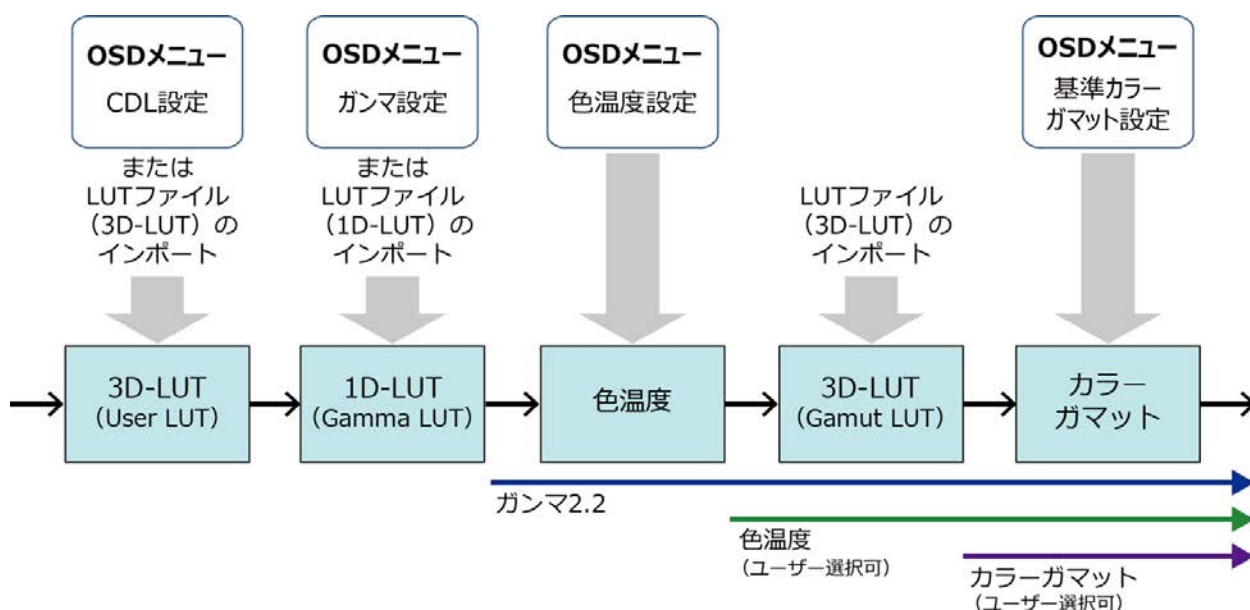 OSDメニュー
CDL設定
または
LUTファイル
（3D-LUT）の
インポート
OSDメニュー
ガンマ設定
または
LUTファイル
（1D-LUT）の
インポート
OSDメニュー
色温度設定
LUTファイル
（3D-LUT）の
インポート
OSDメニュー
基準カラー
ガマット設定
3D-LUT
(User LUT)
1D-LUT
(Gamma LUT)
色温度
3D-LUT
(Gamut LUT)
カラー
ガマット
ガンマ2.2
色温度
（ユーザー選択可）
カラーガマット
（ユーザー選択可）